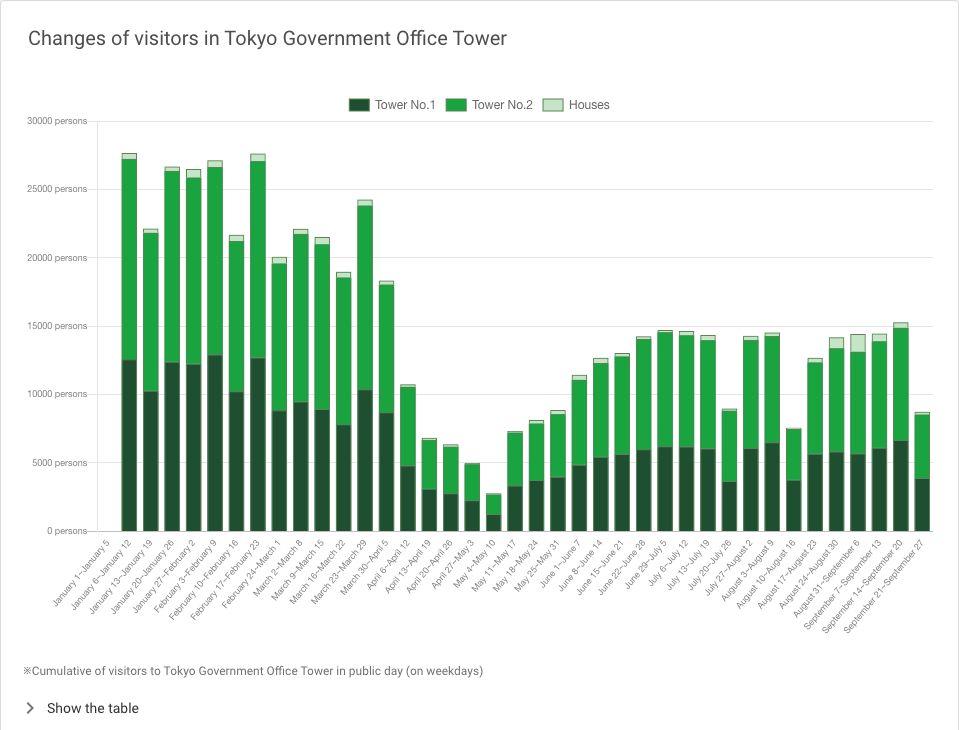 Changes of visitors in Tokyo Government Office Tower
Tower No.1 Tower No.2 Houses
30000 persons
25000 persons
20000 persons
15000 persons
10000 persons
5000 persons
0 persons
January 1–January 5
January 6–January 12
January 13–January 19
January 20–January 26
January 27–February 2
February 3–February 9
February 10–February 16
February 17–February 23
February 24–March 1
March 2–March 8
March 9–March 15
March 16–March 22
March 23–March 29
March 30–April 5
April 6–April 12
April 13–April 19
April 20–April 26
April 27–May 3
May 4–May 10
May 11–May 17
May 18–May 24
May 25–May 31
June 1–June 7
June 8–June 14
June 15–June 21
June 22–June 28
June 29–July 5
July 6–July 12
July 13–July 19
July 20–July 26
July 27–August 2
August 3–August 9
August 10–August 16
August 17–August 23
August 24–August 30
August 31–September 6
September 7–September 13
September 14–September 20
September 21–September 27
※Cumulative of visitors to Tokyo Government Office Tower in public day (on weekdays)
Show the table